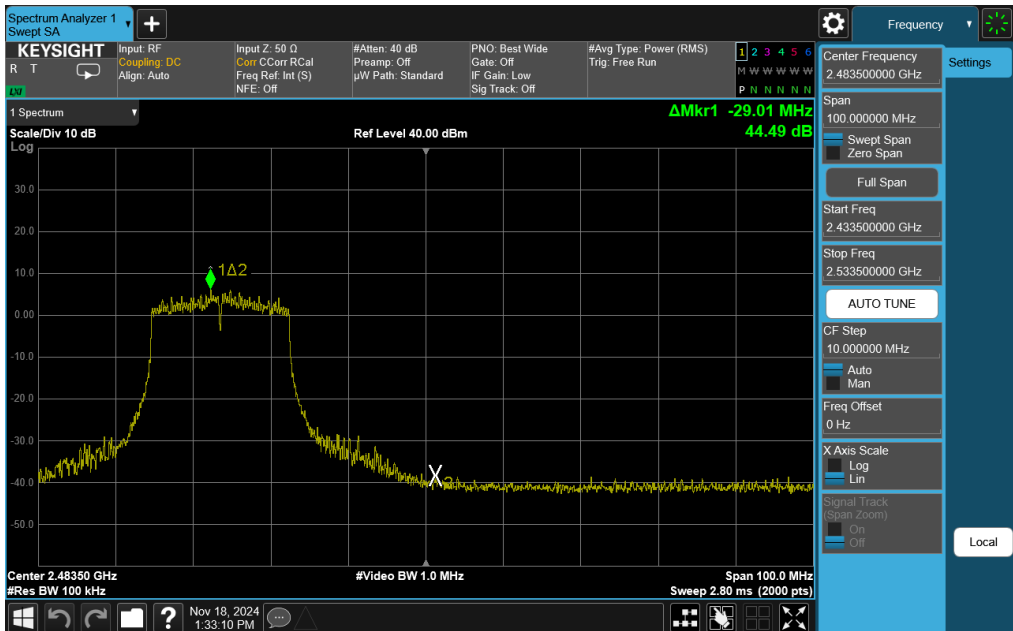 Spectrum Analyzer 1
Swept SA
Frequency
KEYSIGHT
R T
LXI
Input: RF
Coupling: DC
Align: Auto
Input Z: 50 Ω
Corr CCorr RCal
Freq Ref: Int (S)
NFE: Off
#Atten: 40 dB
Preamp: Off
µW Path: Standard
PNO: Best Wide
Gate: Off
IF Gain: Low
Sig Track: Off
#Avg Type: Power (RMS)
Trig: Free Run
1 2 3 4 5 6
M W W W W W
P N N N N N
1 Spectrum
ΔMkr1 -29.01 MHz
44.49 dB
Scale/Div 10 dB
Ref Level 40.00 dBm
Log
30.0
20.0
10.0
0.00
-10.0
-20.0
-30.0
-40.0
-50.0
1Δ2
X
Center 2.48350 GHz
#Video BW 1.0 MHz
Span 100.0 MHz
#Res BW 100 kHz
Sweep 2.80 ms (2000 pts)
Nov 18, 2024
1:33:10 PM
?
Center Frequency
2.483500000 GHz
Span
100.000000 MHz
Swept Span
Zero Span
Full Span
Start Freq
2.433500000 GHz
Stop Freq
2.533500000 GHz
AUTO TUNE
CF Step
10.000000 MHz
Auto
Man
Freq Offset
0 Hz
X Axis Scale
Log
Lin
Signal Track
(Span Zoom)
On
Off
Settings
Local